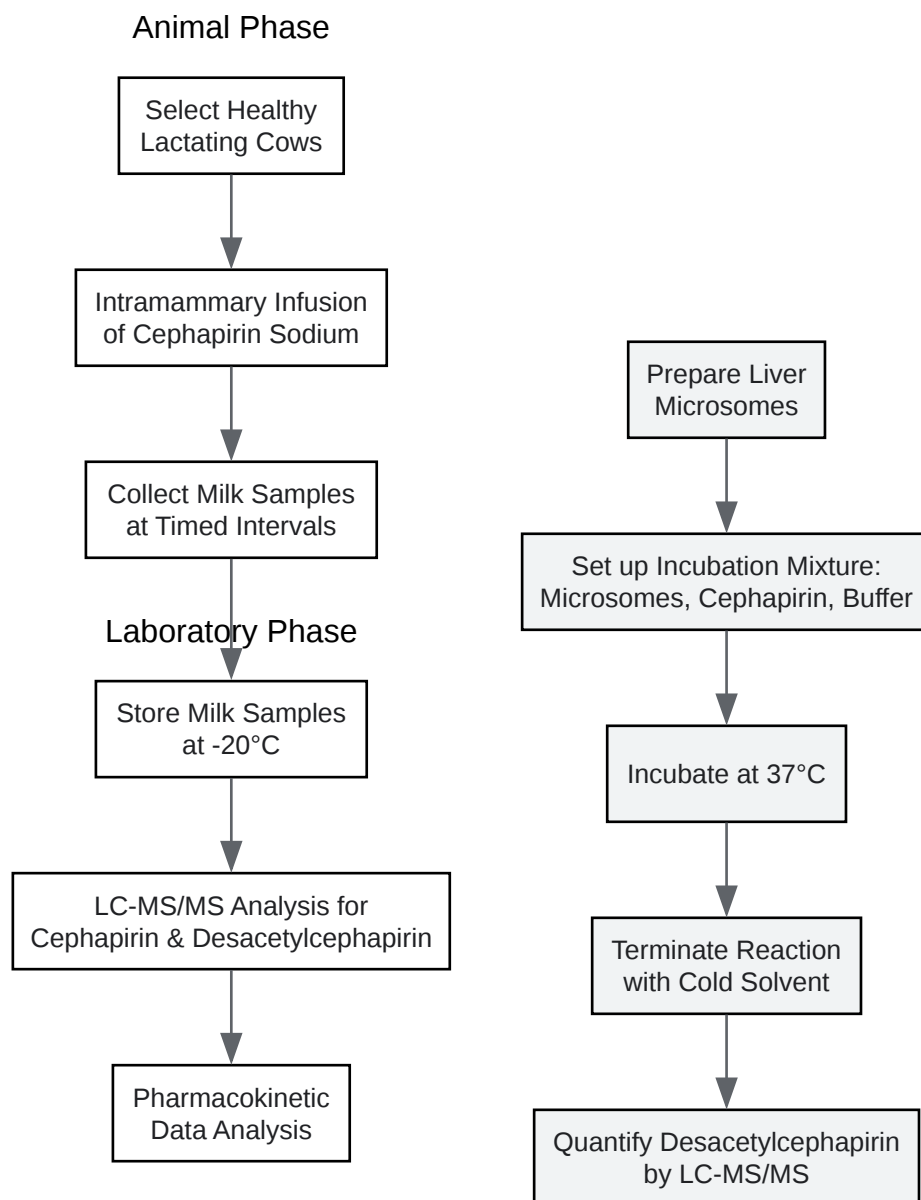 Animal Phase
Select Healthy
Lactating Cows
Intramammary Infusion
of Cephapirin Sodium
Collect Milk Samples
at Timed Intervals
Laboratory Phase
Store Milk Samples
at -20°C
LC-MS/MS Analysis for
Cephapirin & Desacetylcephapirin
Pharmacokinetic
Data Analysis
Prepare Liver
Microsomes
Set up Incubation Mixture:
Microsomes, Cephapirin, Buffer
Incubate at 37°C
Terminate Reaction
with Cold Solvent
Quantify Desacetylcephapirin
by LC-MS/MS